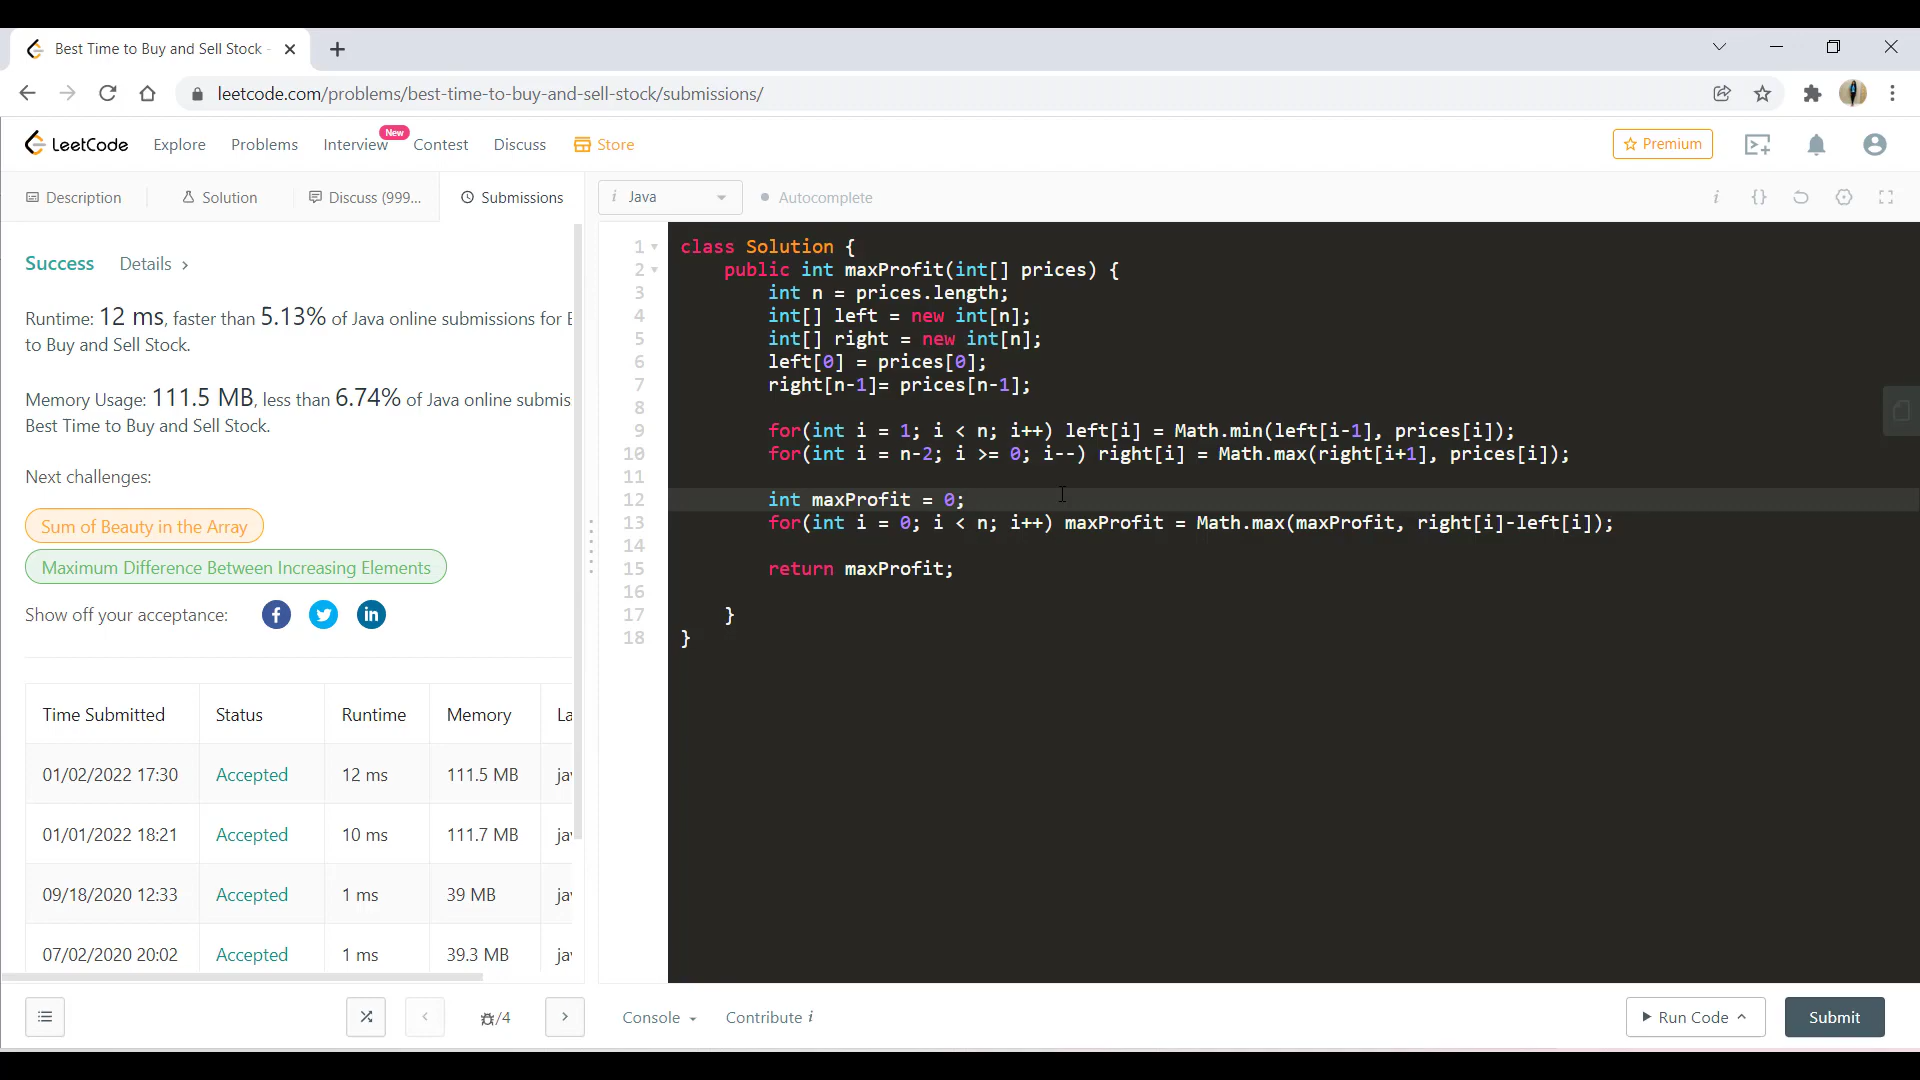 Best Time to Buy and Sell Stock -
leetcode.com/problems/best-time-to-buy-and-sell-stock/submissions/
LeetCode Explore Problems Interview New Contest Discuss Store Premium
Description Solution Discuss (999... Submissions
i Java Autocomplete i {}
Success Details >
Runtime: 12 ms, faster than 5.13% of Java online submissions for
to Buy and Sell Stock.
Memory Usage: 111.5 MB, less than 6.74% of Java online submis
Best Time to Buy and Sell Stock.
Next challenges:
Sum of Beauty in the Array
Maximum Difference Between Increasing Elements
Show off your acceptance:
Time Submitted Status Runtime Memory La
01/02/2022 17:30 Accepted 12 ms 111.5 MB ja
01/01/2022 18:21 Accepted 10 ms 111.7 MB ja
09/18/2020 12:33 Accepted 1 ms 39 MB ja
07/02/2020 20:02 Accepted 1 ms 39.3 MB ja
1 class Solution {
2 public int maxProfit(int[] prices) {
3 int n = prices.length;
4 int[] left = new int[n];
5 int[] right = new int[n];
6 left[0] = prices[0];
7 right[n-1]= prices[n-1];
8
9 for(int i = 1; i < n; i++) left[i] = Math.min(left[i-1], prices[i]);
10 for(int i = n-2; i >= 0; i--) right[i] = Math.max(right[i+1], prices[i]);
11
12 int maxProfit = 0;
13 for(int i = 0; i < n; i++) maxProfit = Math.max(maxProfit, right[i]-left[i]);
14
15 return maxProfit;
16
17 }
18 }
/4 Console Contribute i Run Code Submit